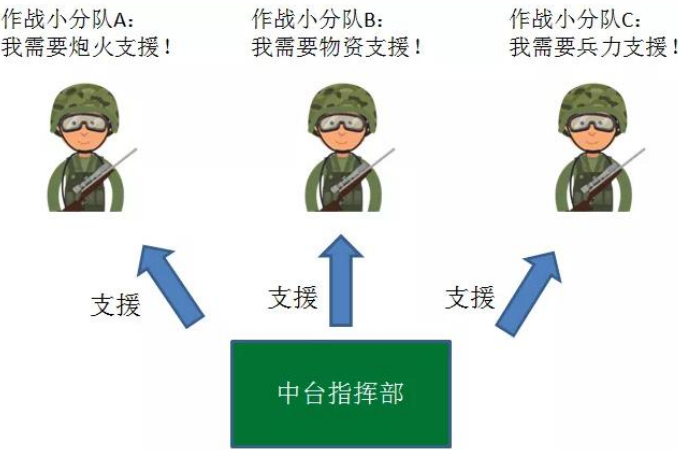 作战小分队A:
我需要炮火支援!
作战小分队B:
我需要物资支援!
作战小分队C:
我需要兵力支援!
支援
支援
支援
中台指挥部